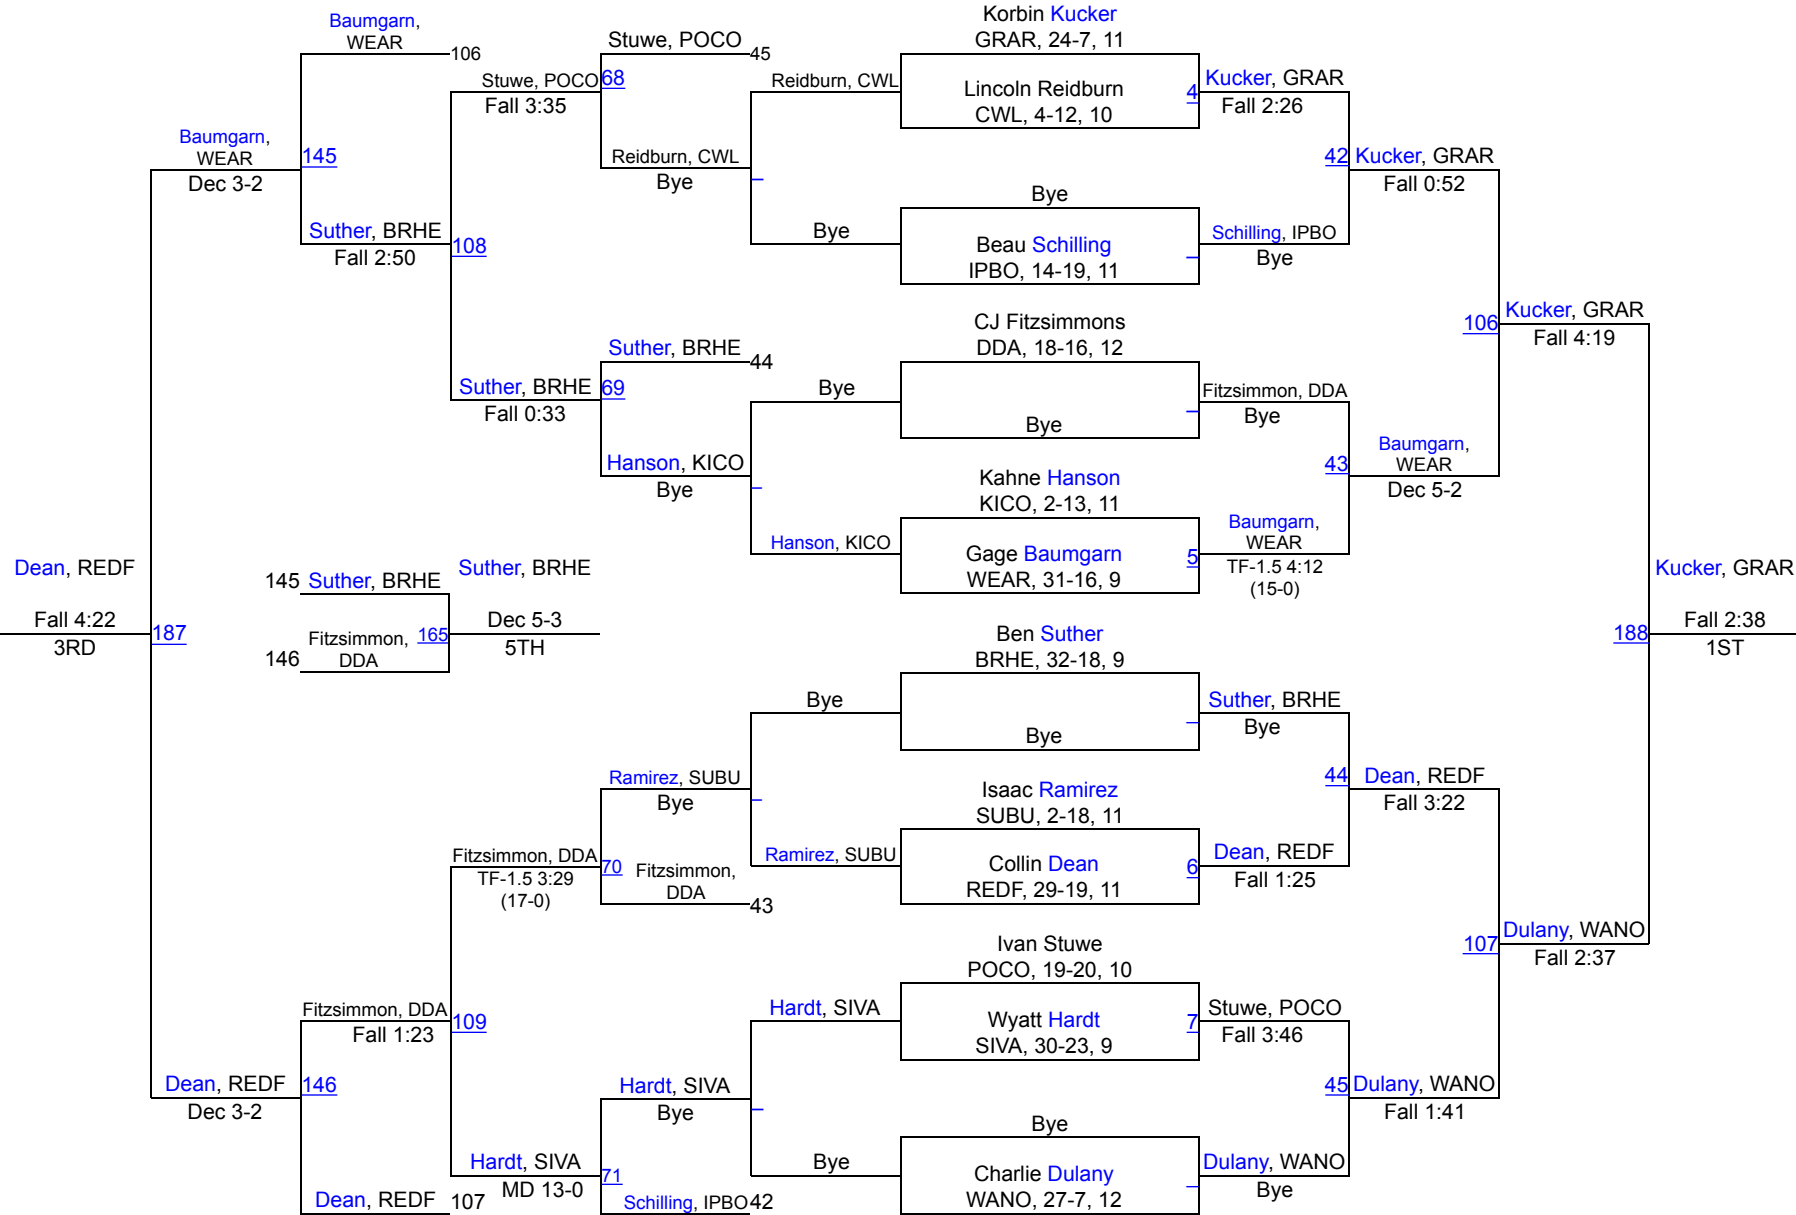 Baumgarn,
WEAR
106
Baumgarn,
WEAR
Dec 3-2
145
Suther, BRHE
Fall 2:50
Stuwe, POCO
Fall 3:35
108
Suther, BRHE
Fall 0:33
Stuwe, POCO
45
68
Reidburn, CWL
Bye
Suther, BRHE
44
69
Hanson, KICO
Bye
Reidburn, CWL
Bye
Bye
Hanson, KICO
Korbin Kucker
GRAR, 24-7, 11
Lincoln Reidburn
CWL, 4-12, 10
4
Bye
Beau Schilling
IPBO, 14-19, 11
CJ Fitzsimmons
DDA, 18-16, 12
Bye
Kahne Hanson
KICO, 2-13, 11
Gage Baumgarn
WEAR, 31-16, 9
5
Kucker, GRAR
Fall 2:26
42
Schilling, IPBO
Bye
Fitzsimmon, DDA
Bye
43
Baumgarn,
WEAR
TF-1.5 4:12
(15-0)
Kucker, GRAR
Fall 0:52
106
Baumgarn,
WEAR
Dec 5-2
Kucker, GRAR
Fall 4:19
Dean, REDF
Fall 4:22
3RD
187
145
Suther, BRHE
146
Fitzsimmon,
DDA
165
Suther, BRHE
Dec 5-3
5TH
Kucker, GRAR
Fall 2:38
1ST
188
Ben Suther
BRHE, 32-18, 9
Bye
Isaac Ramirez
SUBU, 2-18, 11
Collin Dean
REDF, 29-19, 11
6
Ivan Stuwe
POCO, 19-20, 10
Wyatt Hardt
SIVA, 30-23, 9
7
Bye
Charlie Dulany
WANO, 27-7, 12
Bye
Ramirez, SUBU
Hardt, SIVA
Bye
Ramirez, SUBU
Bye
70
Fitzsimmon,
DDA
43
Hardt, SIVA
Bye
71
Schilling, IPBO
42
Fitzsimmon, DDA
TF-1.5 3:29
(17-0)
109
Hardt, SIVA
MD 13-0
Fitzsimmon, DDA
Fall 1:23
146
Dean, REDF
107
Dean, REDF
Dec 3-2
Suther, BRHE
Bye
44
Dean, REDF
Fall 1:25
Stuwe, POCO
Fall 3:46
45
Dulany, WANO
Bye
Dean, REDF
Fall 3:22
107
Dulany, WANO
Fall 1:41
Dulany, WANO
Fall 2:37